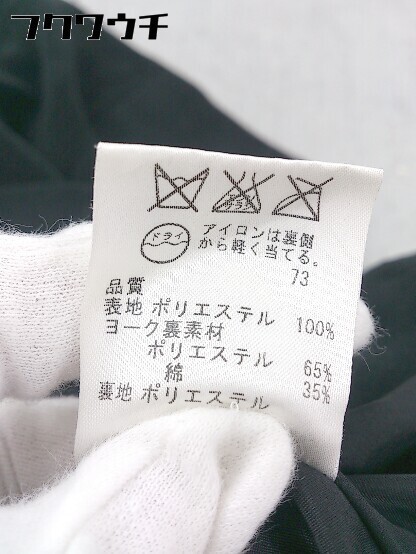 フクワウチ
ドライ
アイロンは裏側
から軽く当てる。
73
品質
表地 ポリエステル 100%
ヨーク裏素材
ポリエステル 65%
綿 35%
裏地 ポリエステル